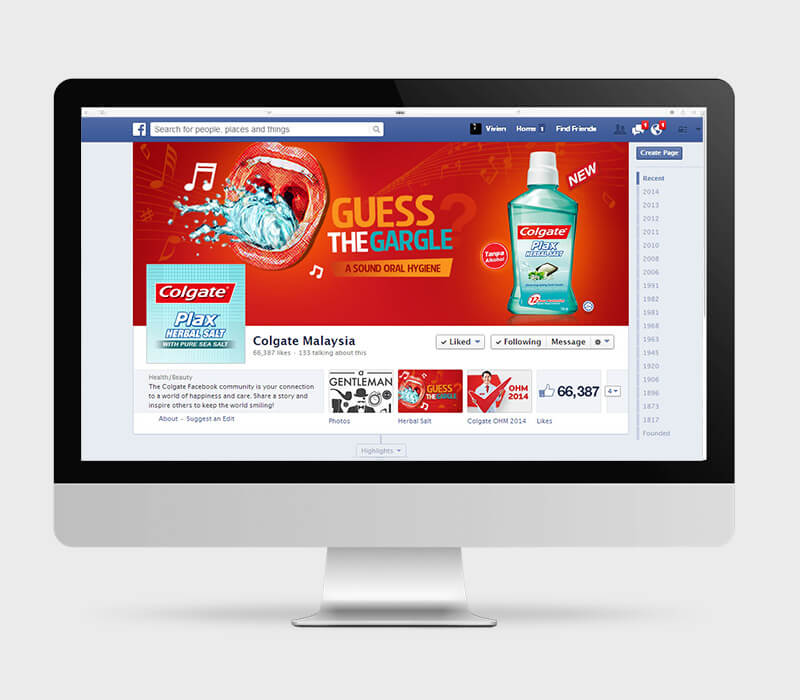 Search for people, places and things
Vivien
Home 1
Find Friends
1
1
Create Page
GUESS
THE GARGLE?
A SOUND ORAL HYGIENE
NEW
Tanpa
Alkohol
Colgate®
Plax
HERBAL SALT
Colgate®
Plax®
HERBAL SALT
WITH PURE SEA SALT
Colgate Malaysia
66,387 likes · 133 talking about this
Liked
Following
Message
Health/Beauty
The Colgate Facebook community is your connection
to a world of happiness and care. Share a story and
inspire others to keep the world smiling!
About – Suggest an Edit
a
GENTLEMAN
Photos
GUESS
THE GARGLE?
Herbal Salt
OHM
2014
Colgate OHM 2014
66,387
Likes
4
Highlights
Recent
2014
2013
2012
2011
2010
2008
2006
1991
1982
1981
1968
1963
1945
1920
1906
1896
1873
1817
Founded